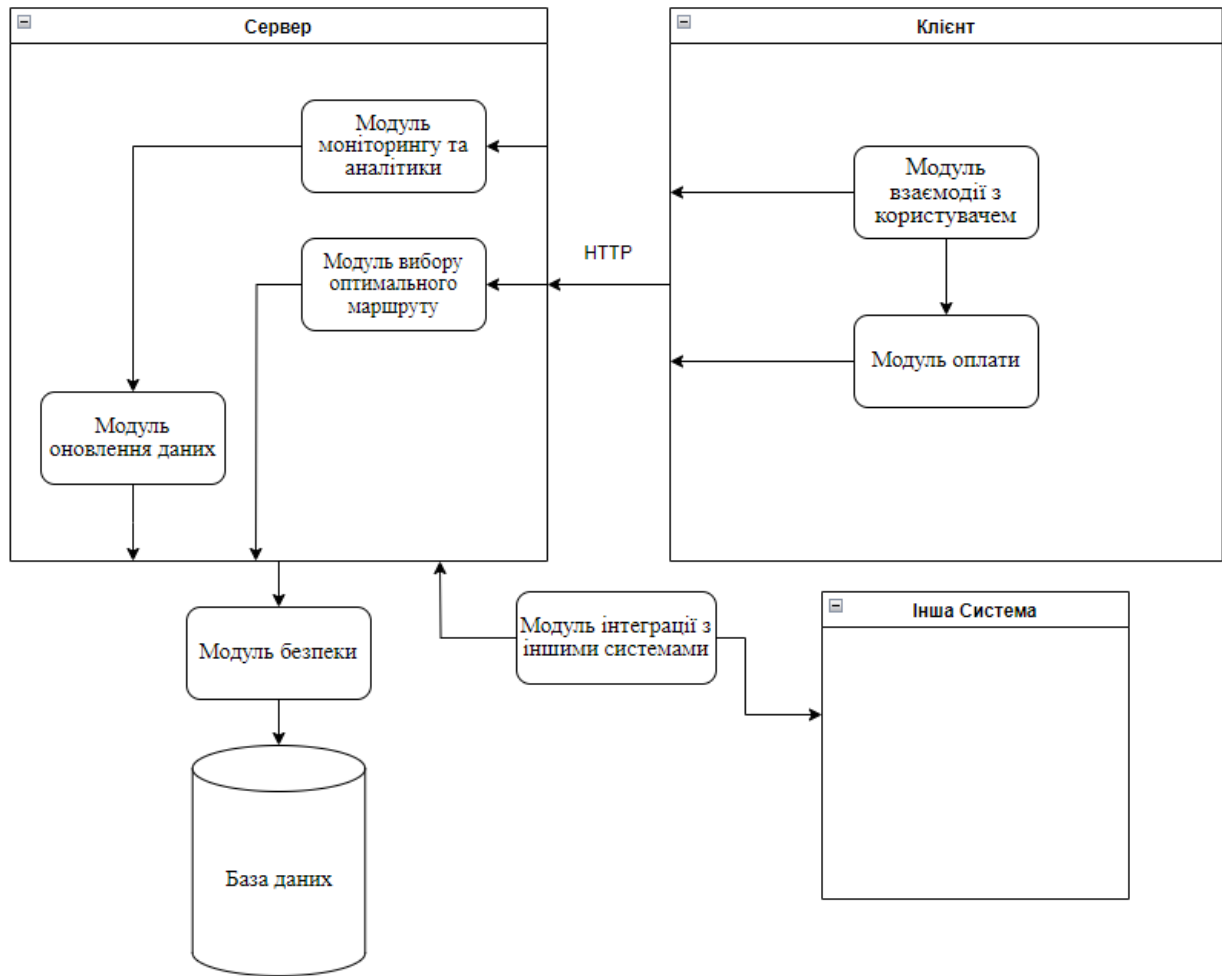 Сервер
Модуль
моніторингу та
аналітики
Модуль вибору
оптимального
маршруту
Модуль
оновлення даних
HTTP
Клієнт
Модуль
взаємодії з
користувачем
Модуль оплати
Модуль безпеки
База даних
Модуль інтеграції з
іншими системами
Інша Система